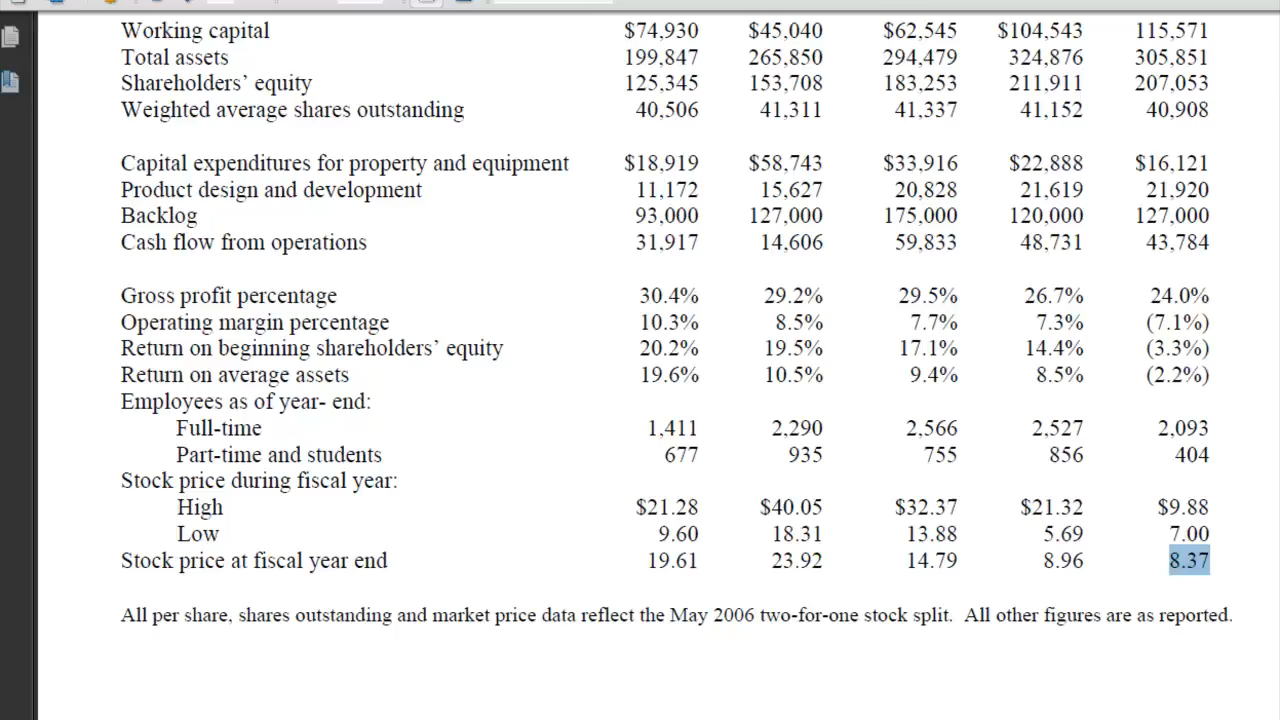 Working capital $74,930 $45,040 $62,545 $104,543 115,571
Total assets 199,847 265,850 294,479 324,876 305,851
Shareholders’ equity 125,345 153,708 183,253 211,911 207,053
Weighted average shares outstanding 40,506 41,311 41,337 41,152 40,908
Capital expenditures for property and equipment $18,919 $58,743 $33,916 $22,888 $16,121
Product design and development 11,172 15,627 20,828 21,619 21,920
Backlog 93,000 127,000 175,000 120,000 127,000
Cash flow from operations 31,917 14,606 59,833 48,731 43,784
Gross profit percentage 30.4% 29.2% 29.5% 26.7% 24.0%
Operating margin percentage 10.3% 8.5% 7.7% 7.3% (7.1%)
Return on beginning shareholders’ equity 20.2% 19.5% 17.1% 14.4% (3.3%)
Return on average assets 19.6% 10.5% 9.4% 8.5% (2.2%)
Employees as of year- end:
Full-time 1,411 2,290 2,566 2,527 2,093
Part-time and students 677 935 755 856 404
Stock price during fiscal year:
High $21.28 $40.05 $32.37 $21.32 $9.88
Low 9.60 18.31 13.88 5.69 7.00
Stock price at fiscal year end 19.61 23.92 14.79 8.96 8.37
All per share, shares outstanding and market price data reflect the May 2006 two-for-one stock split.  All other figures are as reported.